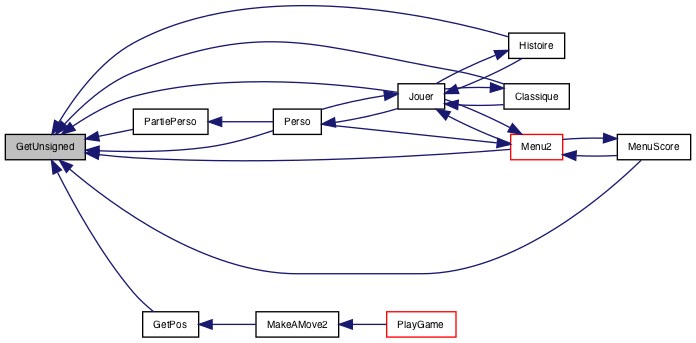 Histoire
Jouer
Classique
PartiePerso
Perso
GetUnsigned
Menu2
MenuScore
GetPos
MakeAMove2
PlayGame